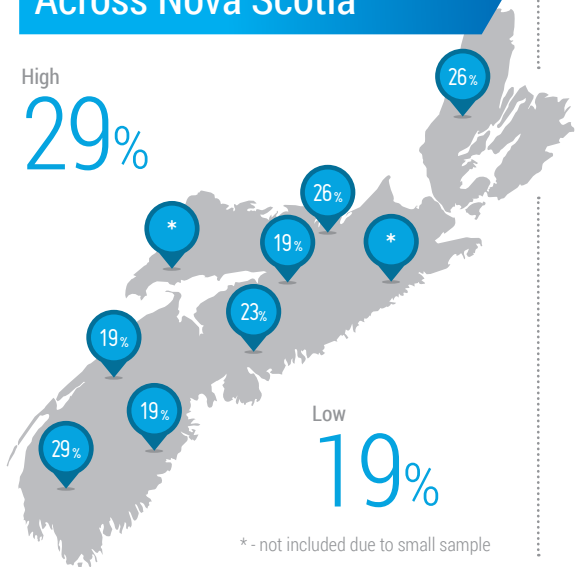 Across Nova Scotia
High
29%
26%
26%
*
19%
*
23%
19%
19%
29%
Low
19%
* - not included due to small sample